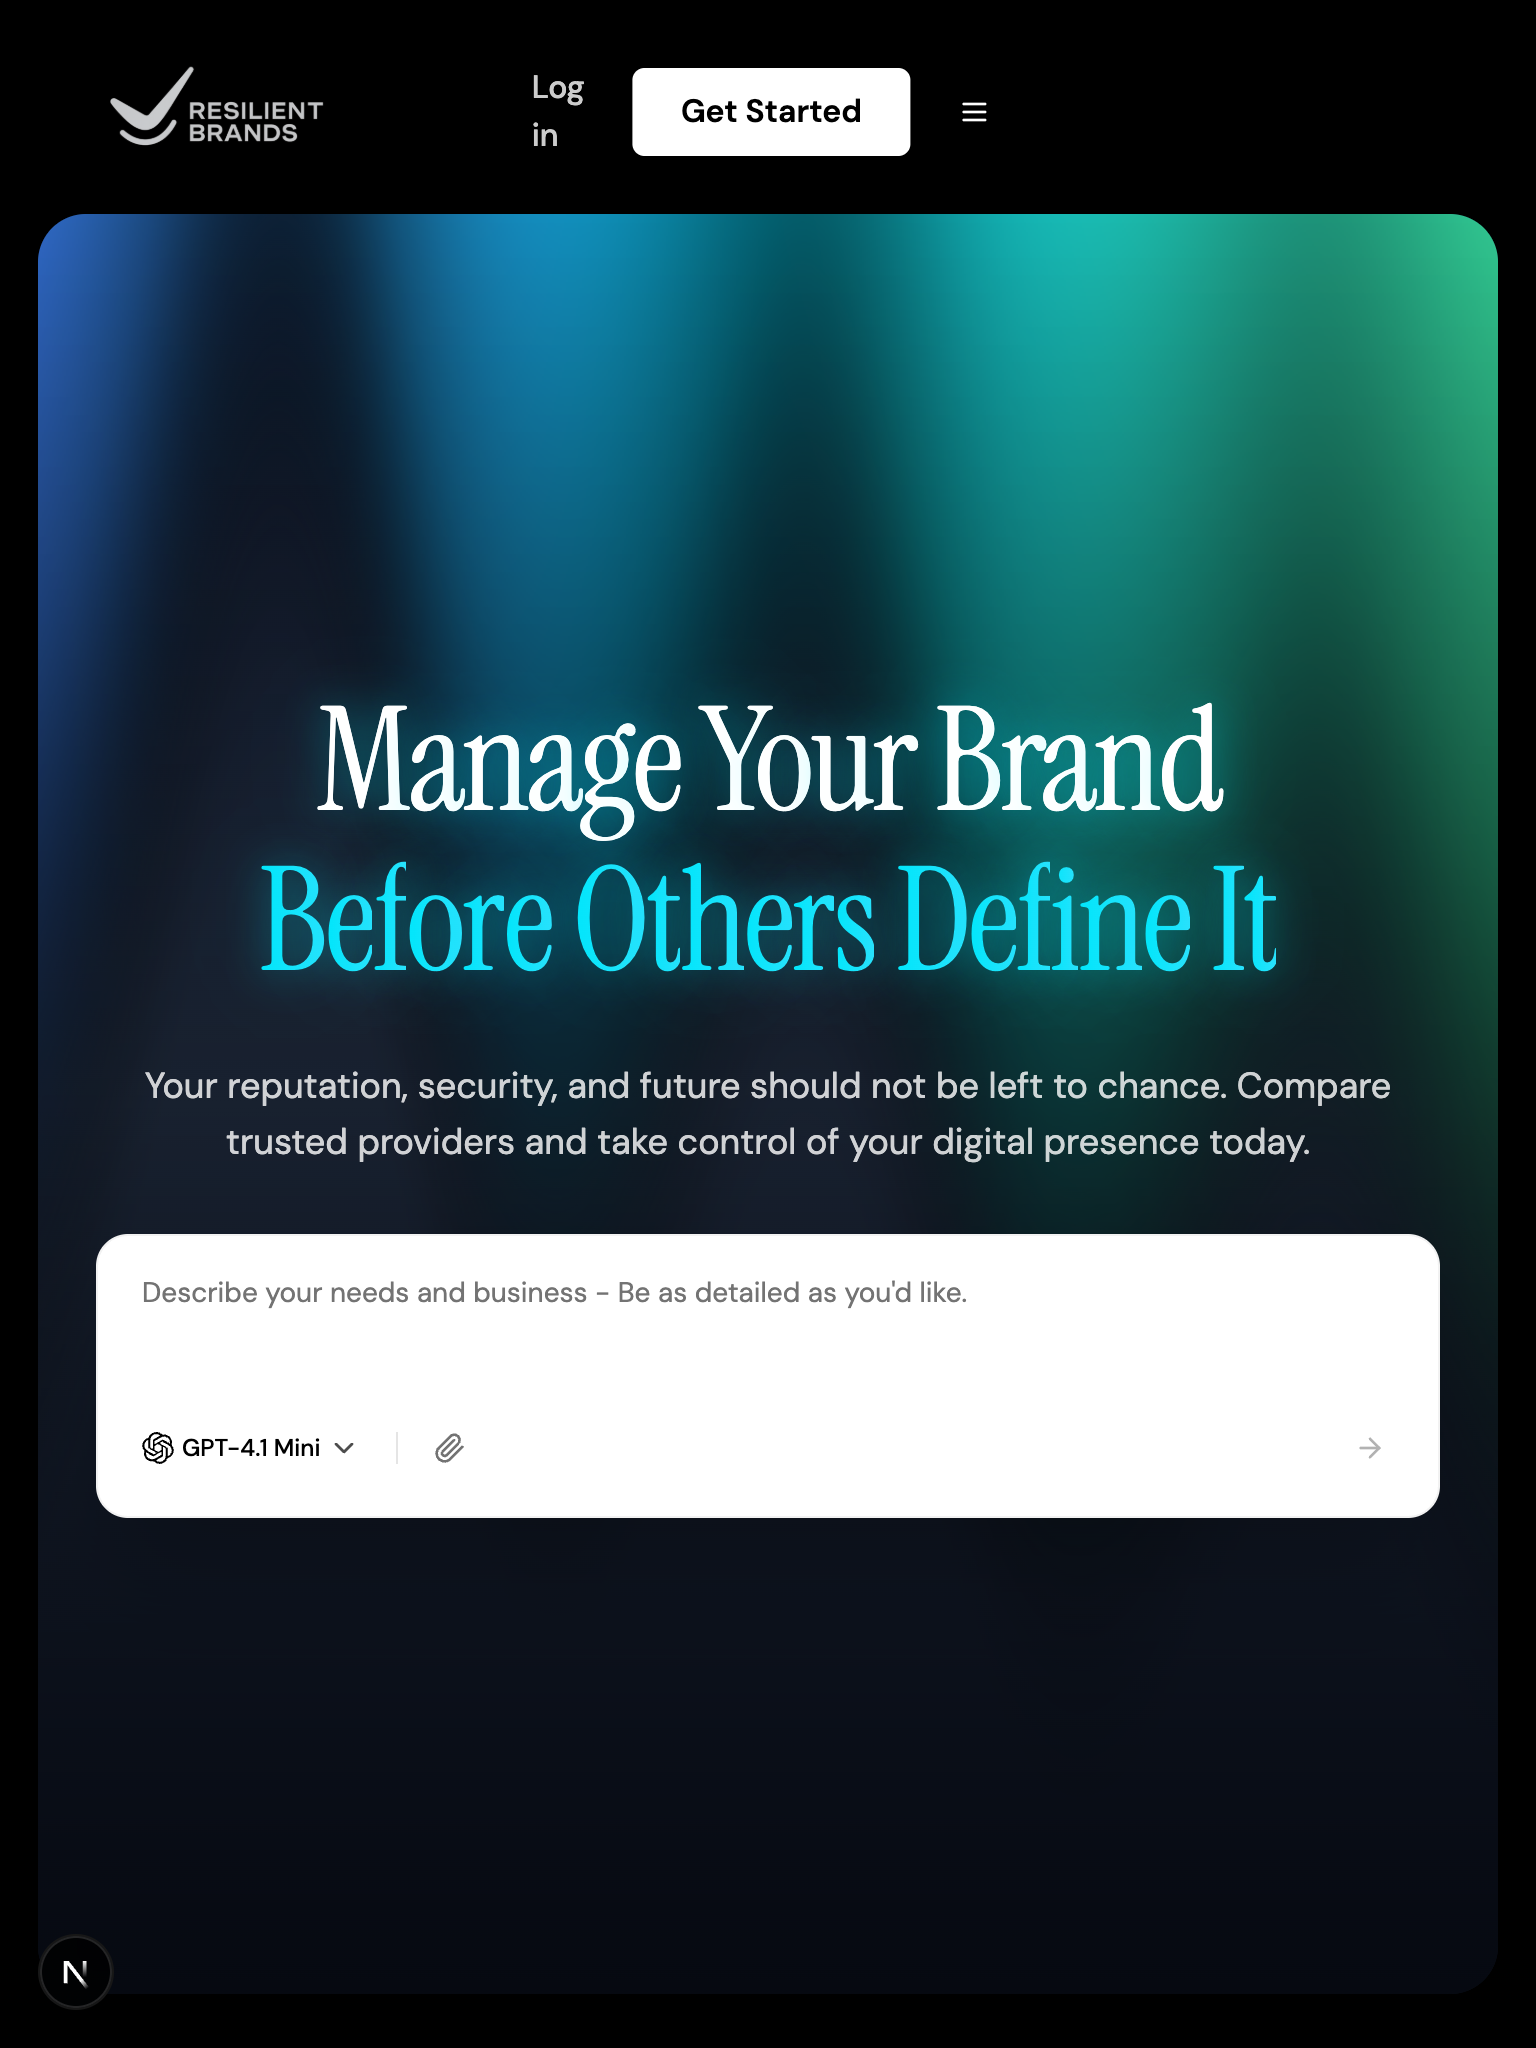 RESILIENT
BRANDS
Log
in
Get Started
Manage Your Brand
Before Others Define It
Your reputation, security, and future should not be left to chance. Compare
trusted providers and take control of your digital presence today.
Describe your needs and business - Be as detailed as you'd like.
GPT-4.1 Mini
N